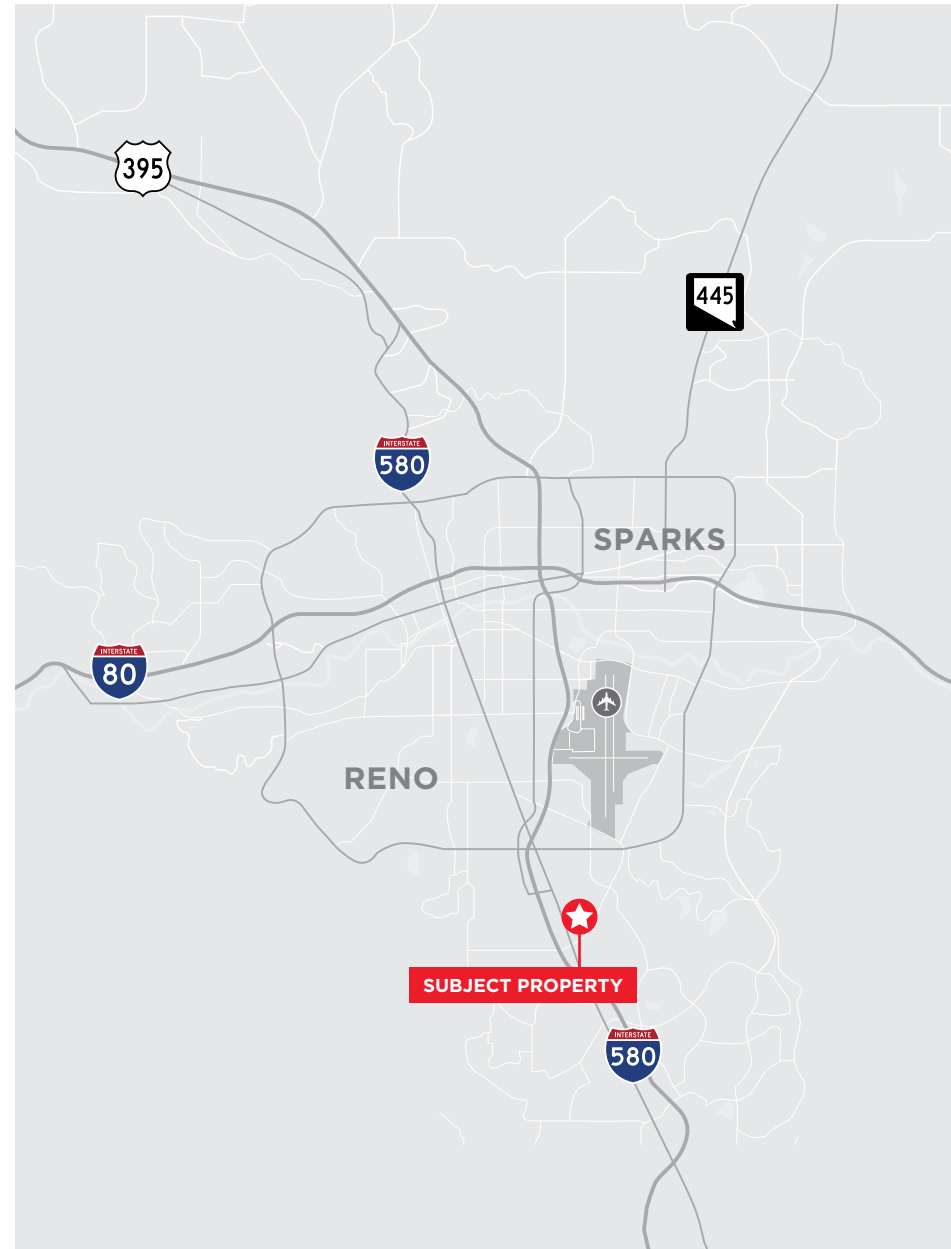 395
445
INTERSTATE
580
SPARKS
INTERSTATE
80
RENO
SUBJECT PROPERTY
INTERSTATE
580